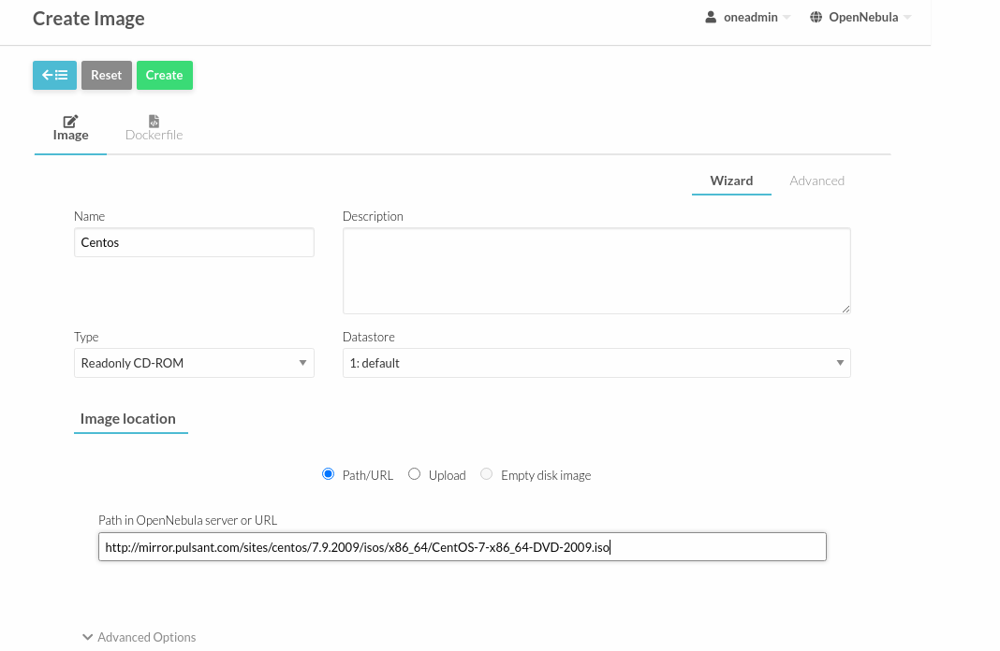 Create Image
oneadmin
OpenNebula
Reset
Create
Image
Dockerfile
Wizard
Advanced
Name
Description
Centos
Type
Datastore
Readonly CD-ROM
1: default
Image location
Path/URL
Upload
Empty disk image
Path in OpenNebula server or URL
http://mirror.pulsant.com/sites/centos/7.9.2009/isos/x86_64/CentOS-7-x86_64-DVD-2009.iso
Advanced Options